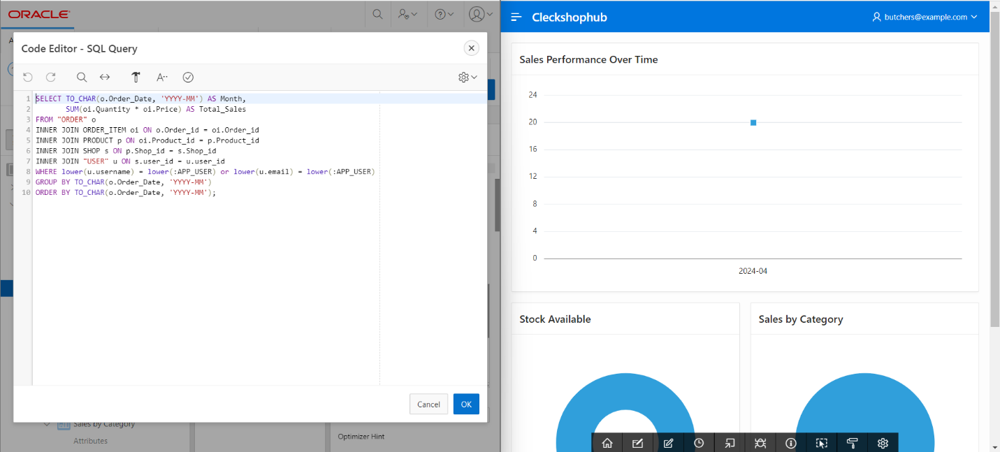 ORACLE
Code Editor - SQL Query
1 SELECT TO_CHAR(o.Order_Date, 'YYYY-MM') AS Month,
2 SUM(oi.Quantity * oi.Price) AS Total_Sales
3 FROM "ORDER" o
4 INNER JOIN ORDER_ITEM oi ON o.Order_id = oi.Order_id
5 INNER JOIN PRODUCT p ON oi.Product_id = p.Product_id
6 INNER JOIN SHOP s ON p.Shop_id = s.Shop_id
7 INNER JOIN "USER" u ON s.user_id = u.user_id
8 WHERE lower(u.username) = lower(:APP_USER) or lower(u.email) = lower(:APP_USER)
9 GROUP BY TO_CHAR(o.Order_Date, 'YYYY-MM')
10 ORDER BY TO_CHAR(o.Order_Date, 'YYYY-MM');
Cancel
OK
Sales by Category
Attributes
Optimizer Hint
Cleckshophub
butchers@example.com
Sales Performance Over Time
24
20
16
12
8
4
0
2024-04
Stock Available
Sales by Category